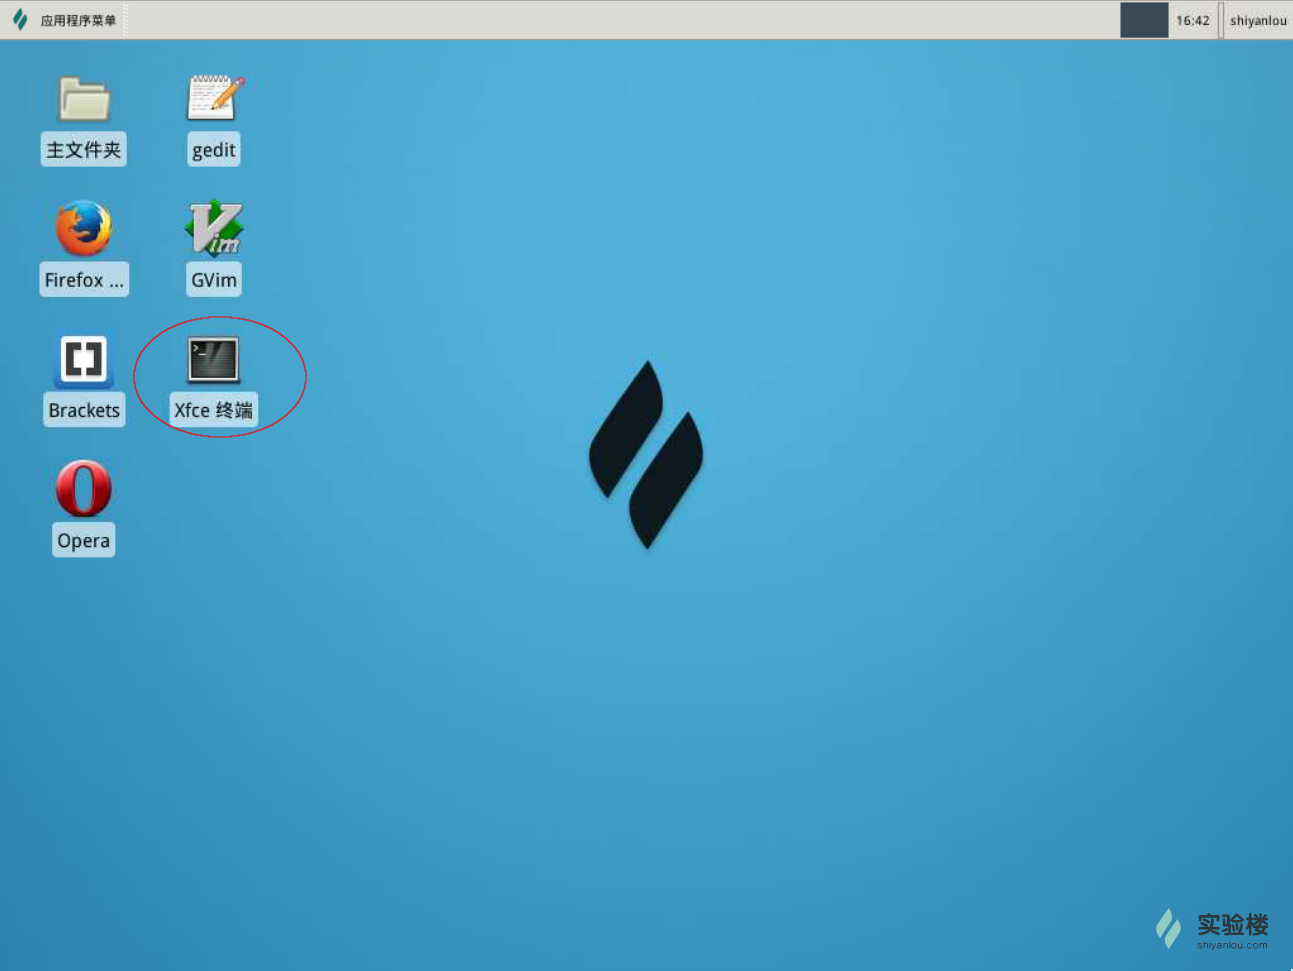 应用程序菜单
16:42
shiyanlou
主文件夹
gedit
Firefox ...
GVim
Brackets
Xfce 终端
Opera
实验楼
shiyanlou.com